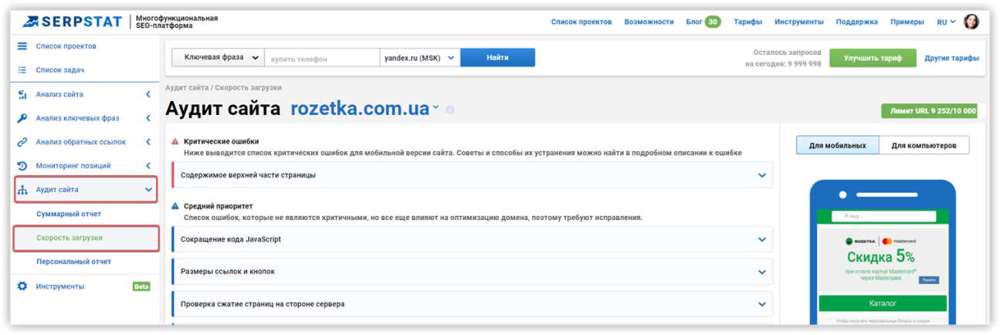 SERPSTAT
Многофункциональная
SEO-платформа
Список проектов
Возможности
Блог 30
Тарифы
Инструменты
Поддержка
Примеры
RU
Список проектов
Список задач
Анализ сайта
Анализ ключевых фраз
Анализ обратных ссылок
Мониторинг позиций
Аудит сайта
Суммарный отчет
Скорость загрузки
Персональный отчет
Инструменты Beta
Ключевая фраза
купить телефон
yandex.ru (MSK)
Найти
Осталось запросов
на сегодня: 9 999 998
Улучшить тариф
Другие тарифы
Аудит сайта / Скорость загрузки
Аудит сайта rozetka.com.ua
Лимит URL 9 252/10 000
Критические ошибки
Ниже выводится список критических ошибок для мобильной версии сайта. Советы и способы их устранения можно найти в подробном описании к ошибке
Содержимое верхней части страницы
Средний приоритет
Список ошибок, которые не являются критичными, но все еще влияют на оптимизацию домена, поэтому требуют исправления.
Сокращение кода JavaScript
Размеры ссылок и кнопок
Проверка сжатие страниц на стороне сервера
Для мобильных
Для компьютеров
Я ищу...
ROZETKA mastercard
Скидка 5%
при оплате картой Mastercard®
через Masterpass
Перейти
Каталог
Чтобы получать персональные бонусы и скидки